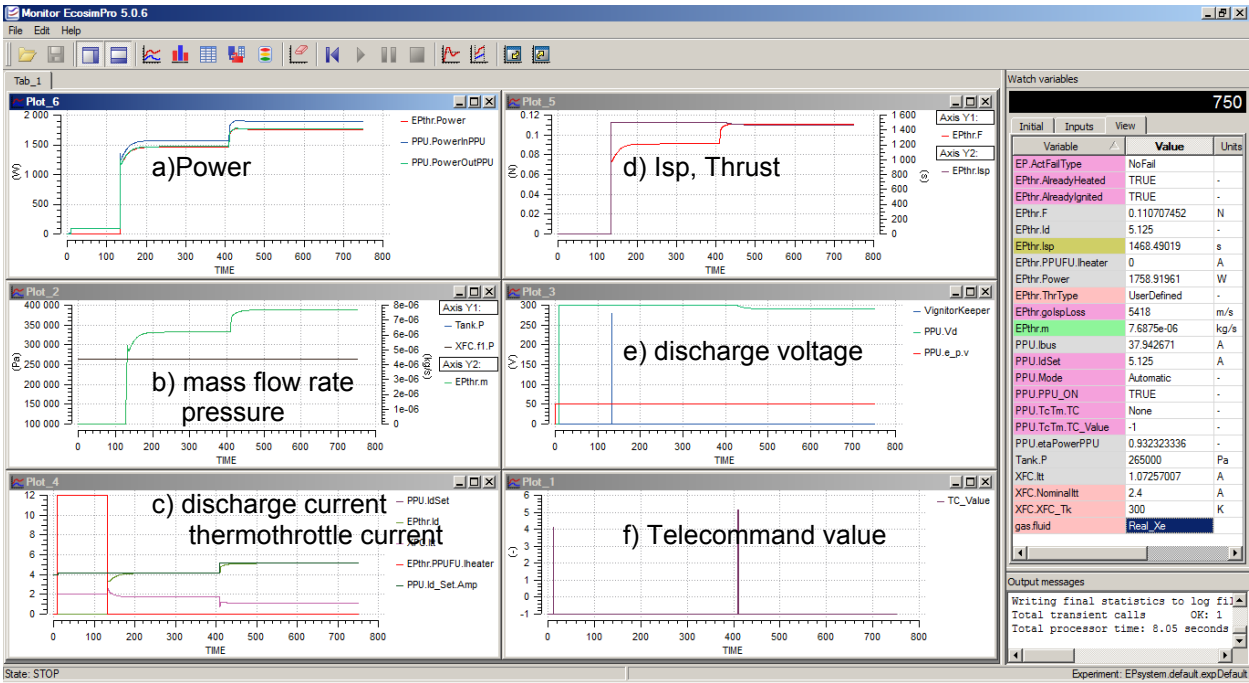 Monitor EcosimPro 5.0.6
File Edit Help
Tab_1
Plot_6
2 000
1 500
1 000
500
0
(W)
0 100 200 300 400 500 600 700 800
TIME
EPthr.Power
PPU.PowerInPPU
PPU.PowerOutPPU
a)Power
Plot_5
0.12
0.1
0.08
0.06
0.04
0.02
0
(N)
1 600
1 400
1 200
1 000
800
600
400
200
0
(s)
0 100 200 300 400 500 600 700 800
TIME
Axis Y1:
EPthr.F
Axis Y2:
EPthr.Isp
d) Isp, Thrust
Plot_2
400 000
350 000
300 000
250 000
200 000
150 000
100 000
(Pa)
8e-06
7e-06
6e-06
5e-06
4e-06
3e-06
2e-06
1e-06
0
(kg/s)
0 100 200 300 400 500 600 700 800
TIME
Axis Y1:
Tank.P
XFC.f1.P
Axis Y2:
EPthr.m
b) mass flow rate
pressure
Plot_3
300
250
200
150
100
50
0
(V)
0 100 200 300 400 500 600 700 800
TIME
VignitorKeeper
PPU.Vd
PPU.e_p.v
e) discharge voltage
Plot_4
12
10
8
6
4
2
0
0 100 200 300 400 500 600 700 800
TIME
PPU.IdSet
EPthr.Id
XFC.Itt
EPthr.PPUFU.Iheater
PPU.Id_Set.Amp
c) discharge current
thermothrottle current
Plot_1
6
5
4
3
2
1
0
-1
(-)
0 100 200 300 400 500 600 700 800
TIME
TC_Value
f) Telecommand value
Watch variables
750
Initial Inputs View
Variable Value Units
EP.ActFailType NoFail
EPthr.AlreadyHeated TRUE -
EPthr.AlreadyIgnited TRUE -
EPthr.F 0.110707452 N
EPthr.Id 5.125 -
EPthr.Isp 1468.49019 s
EPthr.PPUFU.Iheater 0 A
EPthr.Power 1758.91961 W
EPthr.ThrType UserDefined -
EPthr.goIspLoss 5418 m/s
EPthr.m 7.6875e-06 kg/s
PPU.Ibus 37.942671 A
PPU.IdSet 5.125 A
PPU.Mode Automatic -
PPU.PPU_ON TRUE -
PPU.TcTm.TC None -
PPU.TcTm.TC_Value -1 -
PPU.etaPowerPPU 0.932323336 -
Tank.P 265000 Pa
XFC.Itt 1.07257007 A
XFC.NominalItt 2.4 A
XFC.XFC_Tk 300 K
gas.fluid Real_Xe
Output messages
Writing final statistics to log fil
Total transient calls OK: 1
Total processor time: 8.05 seconds
State: STOP
Experiment: EPsystem.default.expDefault